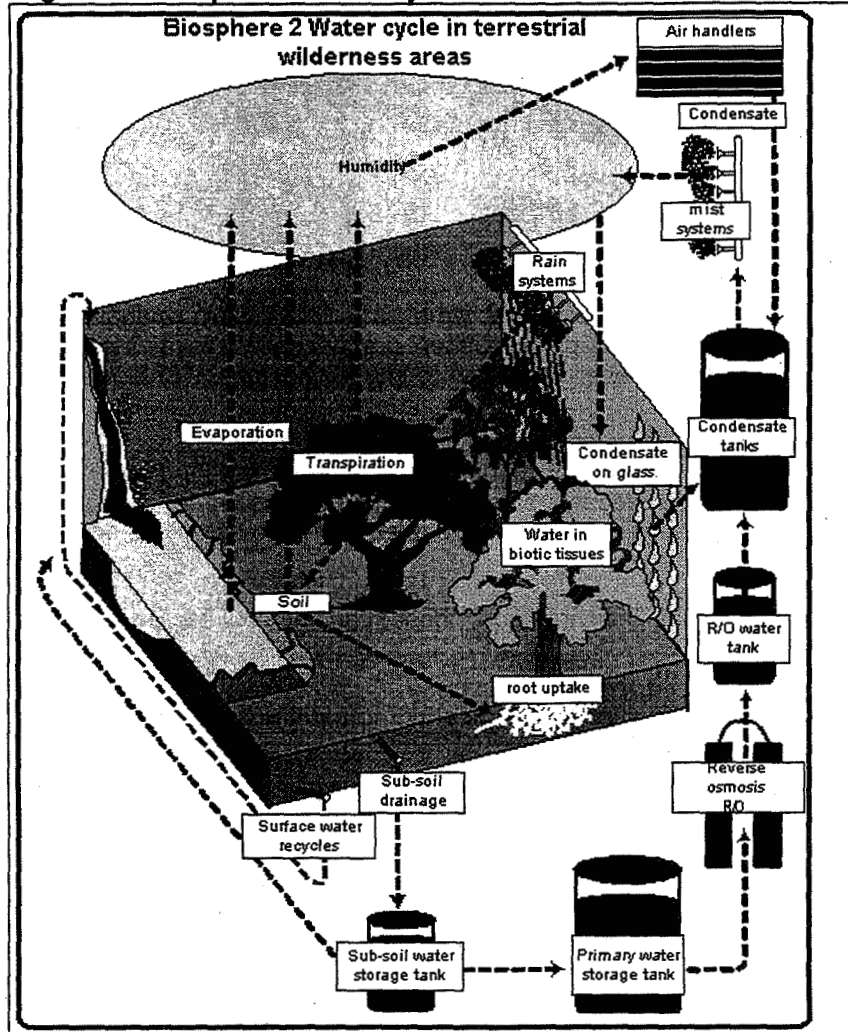 Biosphere 2 Water cycle in terrestrial
wilderness areas
Air handlers
Condensate
Humidity
mist
systems
Rain
systems
Evaporation
Transpiration
Condensate
on glass.
Condensate
tanks
Water in
biotic tissues
Soil
R/O water
tank
root uptake
Reverse
osmosis
R/O
Sub-soil
drainage
Surface water
recycles
Sub-soil water
storage tank
Primary water
storage tank